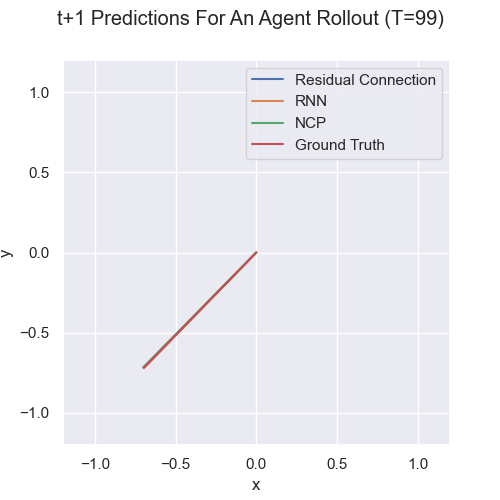 t+1 Predictions For An Agent Rollout (T=99)
Residual Connection
RNN
NCP
Ground Truth
1.0
0.5
0.0
−0.5
−1.0
y
−1.0 −0.5 0.0 0.5 1.0
x